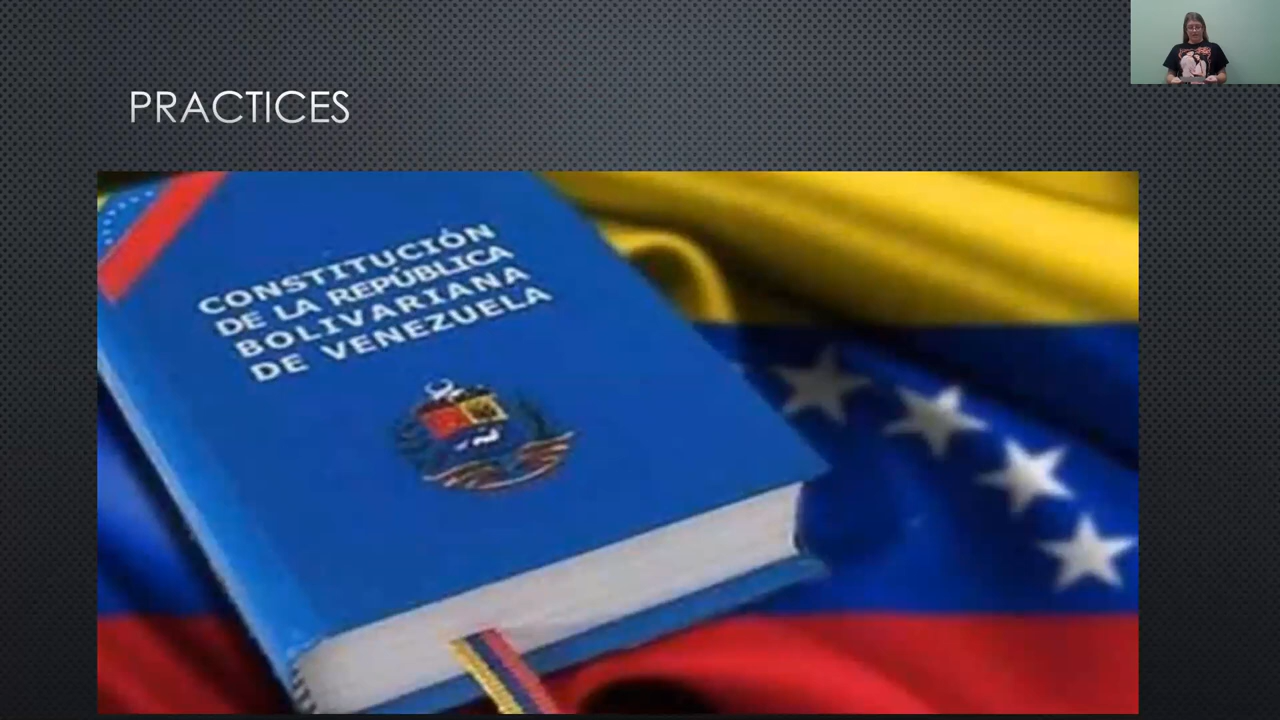 PRACTICES
CONSTITUCIÓN
DE LA REPÚBLICA
BOLIVARIANA
DE VENEZUELA